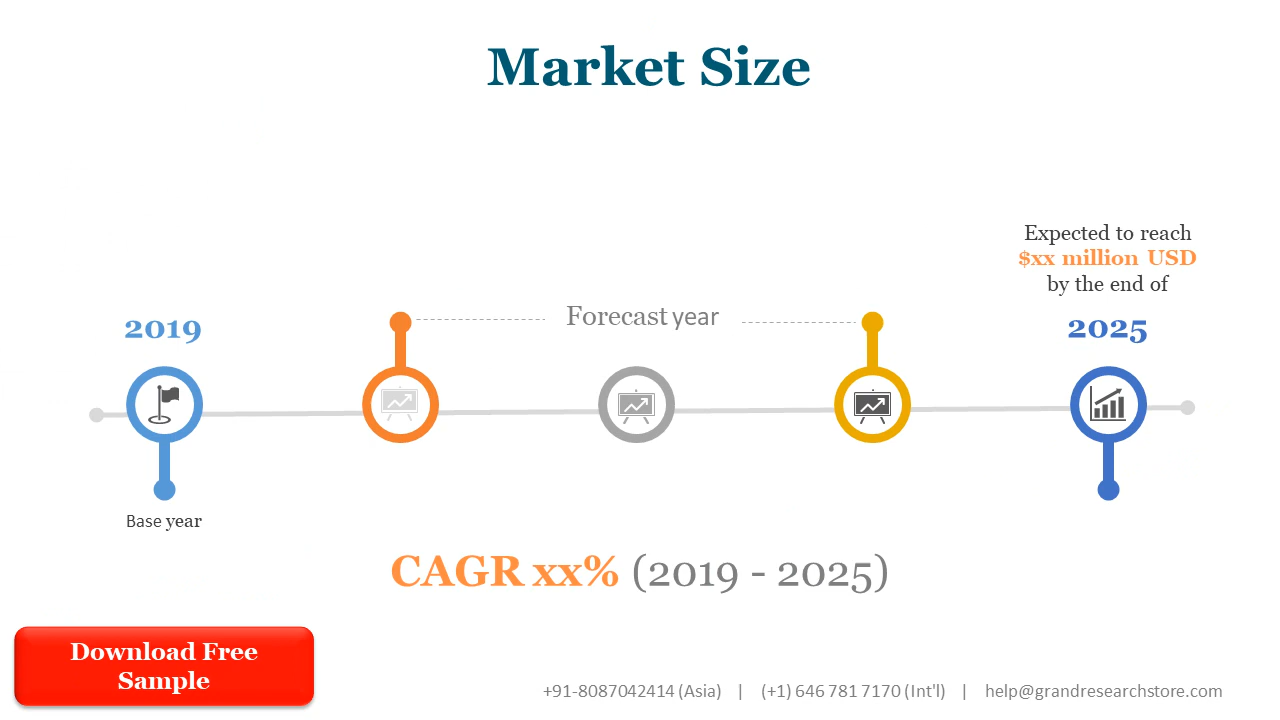 Market Size
Expected to reach
$xx million USD
by the end of
2025
2019
Forecast year
Base year
CAGR xx% (2019 - 2025)
Download Free
Sample
+91-8087042414 (Asia) | (+1) 646 781 7170 (Int'l) | help@grandresearchstore.com